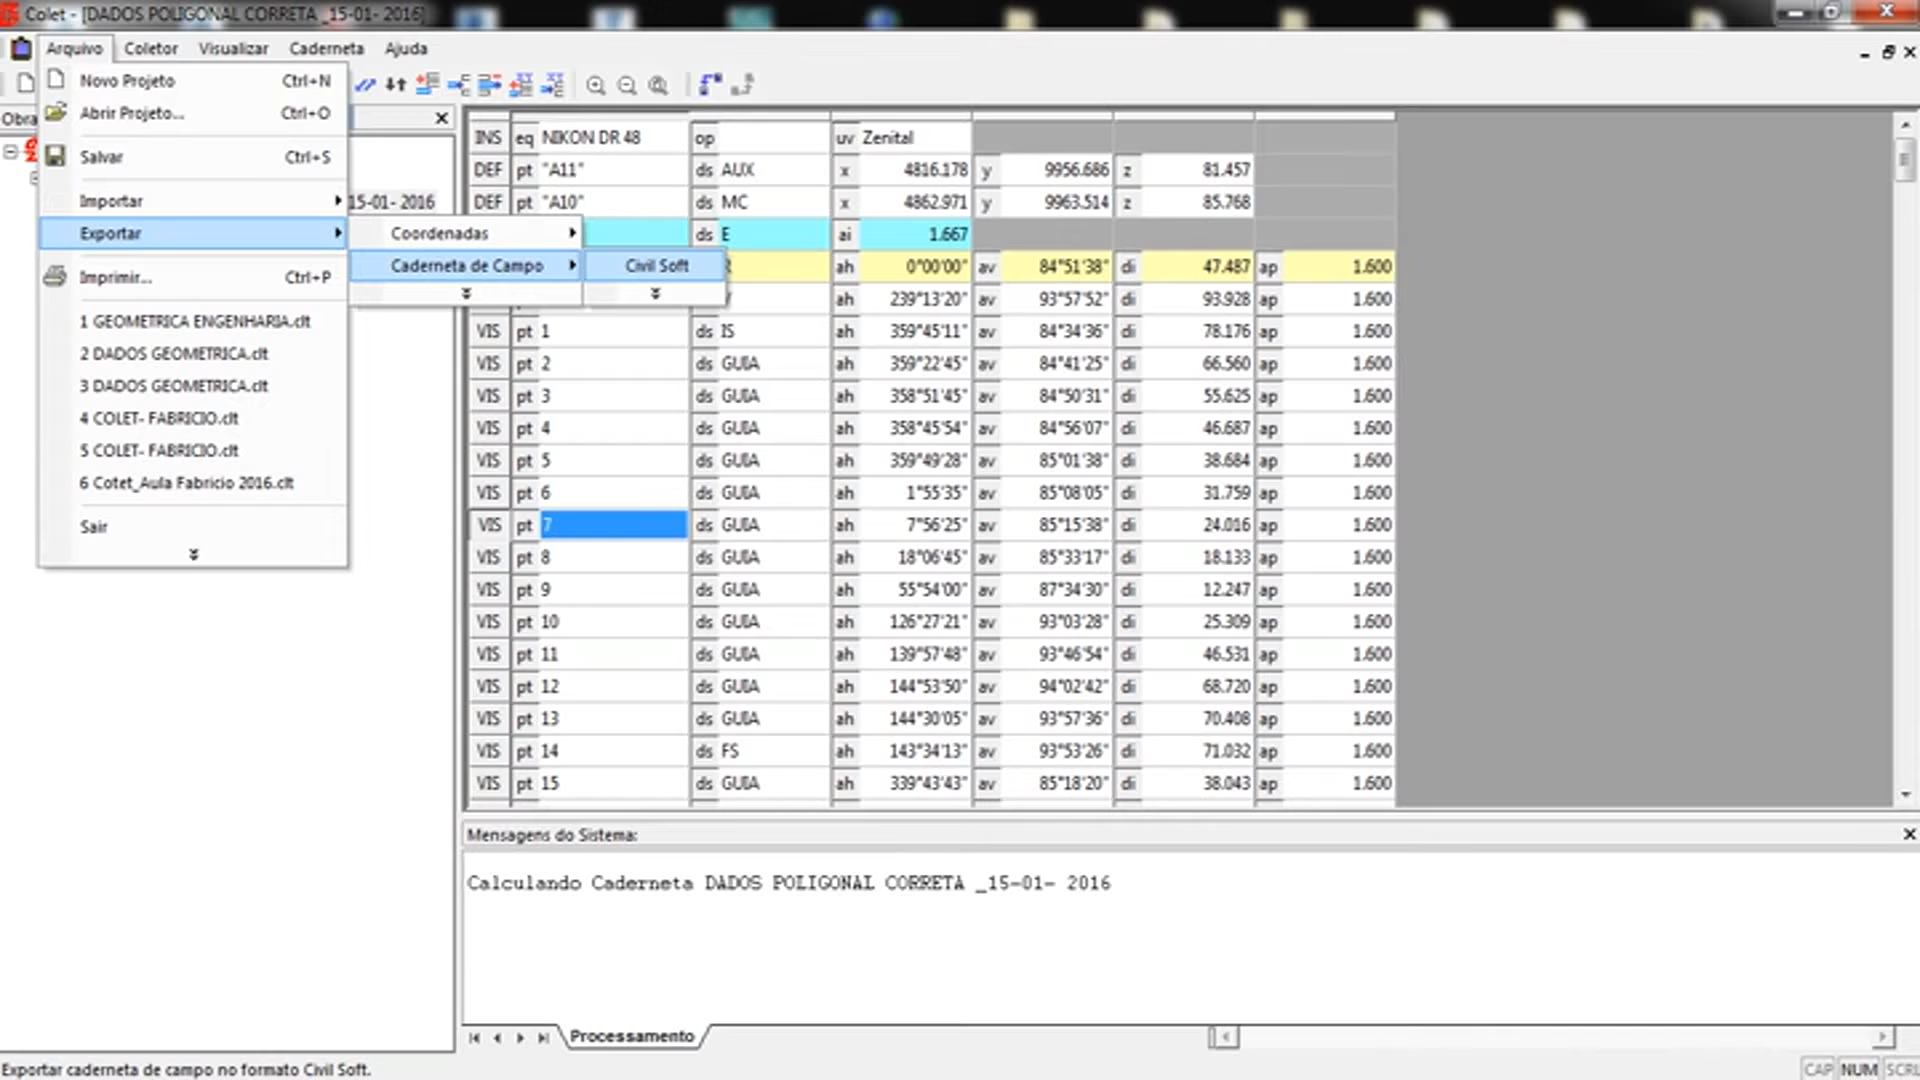 Colet - [DADOS POLIGONAL CORRETA _15-01- 2016]
Arquivo Coletor Visualizar Caderneta Ajuda
Novo Projeto Ctrl+N
Abrir Projeto... Ctrl+O
Salvar Ctrl+S
Importar
Exportar
Imprimir... Ctrl+P
1 GEOMETRICA ENGENHARIA.clt
2 DADOS GEOMETRICA.clt
3 DADOS GEOMETRICA.clt
4 COLET- FABRICIO.clt
5 COLET- FABRICIO.clt
6 Cotet_Aula Fabricio 2016.clt
Sair
Obra
15-01- 2016
Coordenadas
Caderneta de Campo
Civil Soft
INS eq NIKON DR 48 op uv Zenital
DEF pt "A11" ds AUX x 4816.178 y 9956.686 z 81.457
DEF pt "A10" ds MC x 4862.971 y 9963.514 z 85.768
ds E ai 1.667
R ah 0°00'00" av 84°51'38" di 47.487 ap 1.600
ah 239°13'20" av 93°57'52" di 93.928 ap 1.600
VIS pt 1 ds IS ah 359°45'11" av 84°34'36" di 78.176 ap 1.600
VIS pt 2 ds GUIA ah 359°22'45" av 84°41'25" di 66.560 ap 1.600
VIS pt 3 ds GUIA ah 358°51'45" av 84°50'31" di 55.625 ap 1.600
VIS pt 4 ds GUIA ah 358°45'54" av 84°56'07" di 46.687 ap 1.600
VIS pt 5 ds GUIA ah 359°49'28" av 85°01'38" di 38.684 ap 1.600
VIS pt 6 ds GUIA ah 1°55'35" av 85°08'05" di 31.759 ap 1.600
VIS pt 7 ds GUIA ah 7°56'25" av 85°15'38" di 24.016 ap 1.600
VIS pt 8 ds GUIA ah 18°06'45" av 85°33'17" di 18.133 ap 1.600
VIS pt 9 ds GUIA ah 55°54'00" av 87°34'30" di 12.247 ap 1.600
VIS pt 10 ds GUIA ah 126°27'21" av 93°03'28" di 25.309 ap 1.600
VIS pt 11 ds GUIA ah 139°57'48" av 93°46'54" di 46.531 ap 1.600
VIS pt 12 ds GUIA ah 144°53'50" av 94°02'42" di 68.720 ap 1.600
VIS pt 13 ds GUIA ah 144°30'05" av 93°57'36" di 70.408 ap 1.600
VIS pt 14 ds FS ah 143°34'13" av 93°53'26" di 71.032 ap 1.600
VIS pt 15 ds GUIA ah 339°43'43" av 85°18'20" di 38.043 ap 1.600
Mensagens do Sistema:
Calculando Caderneta DADOS POLIGONAL CORRETA _15-01- 2016
Processamento
Exportar caderneta de campo no formato Civil Soft.
CAP NUM SCRL